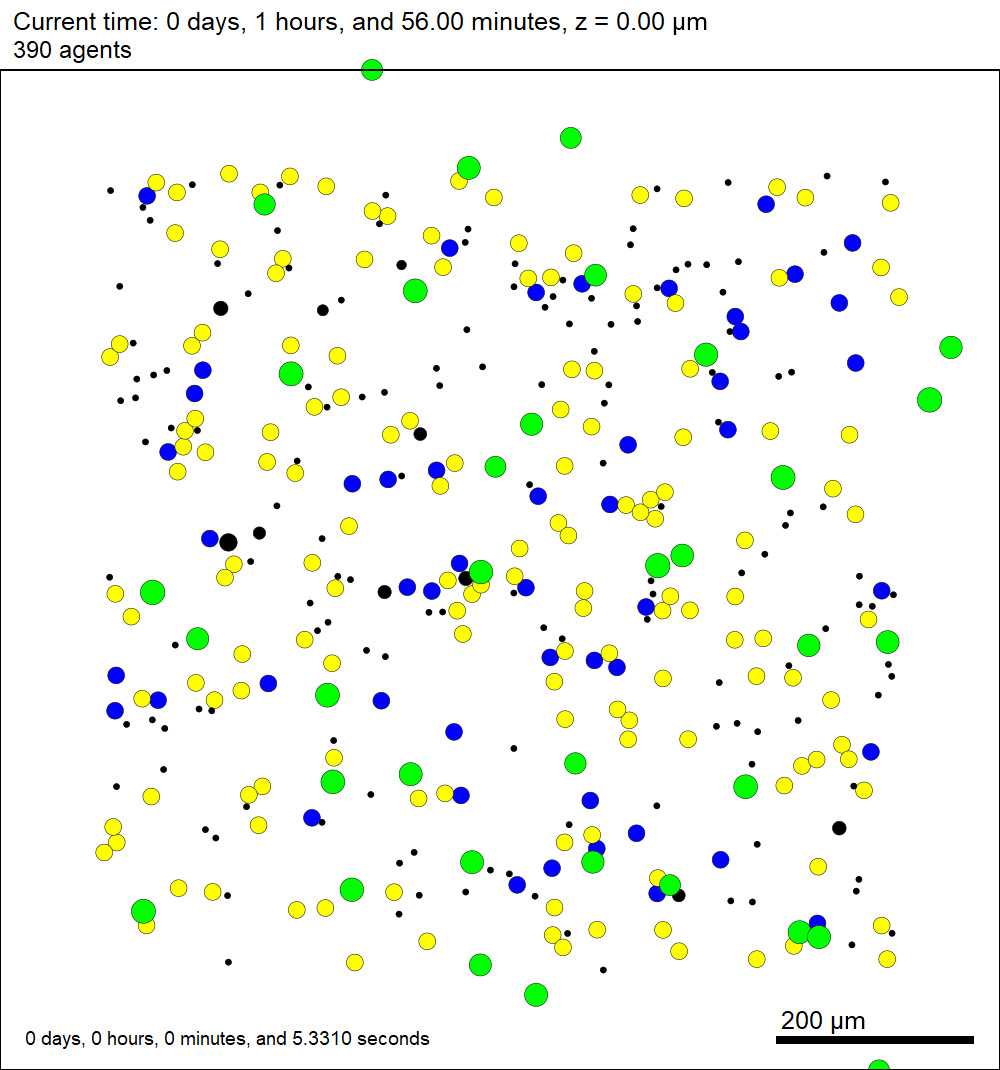 Current time: 0 days, 1 hours, and 56.00 minutes, z = 0.00 µm
390 agents
200 µm
0 days, 0 hours, 0 minutes, and 5.3310 seconds